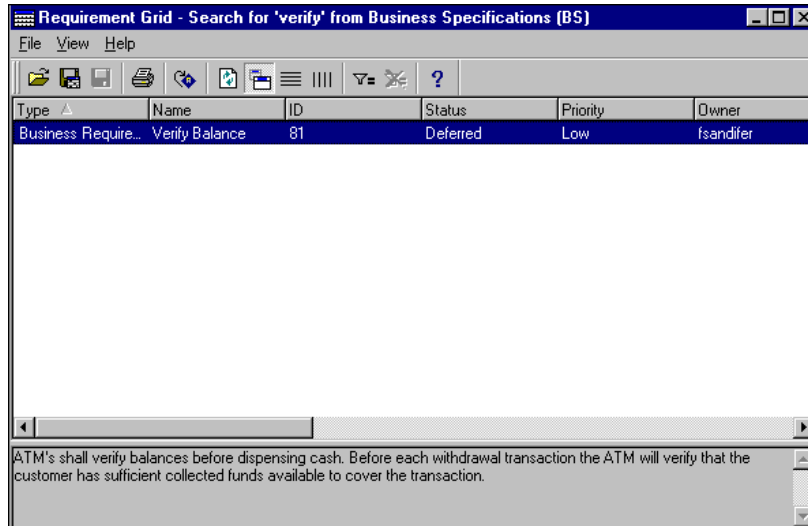 Requirement Grid - Search for 'verify' from Business Specifications (BS)
File View Help
?
Type Name ID Status Priority Owner
Business Require... Verify Balance 81 Deferred Low fsandifer
ATM's shall verify balances before dispensing cash. Before each withdrawal transaction the ATM will verify that the
customer has sufficient collected funds available to cover the transaction.